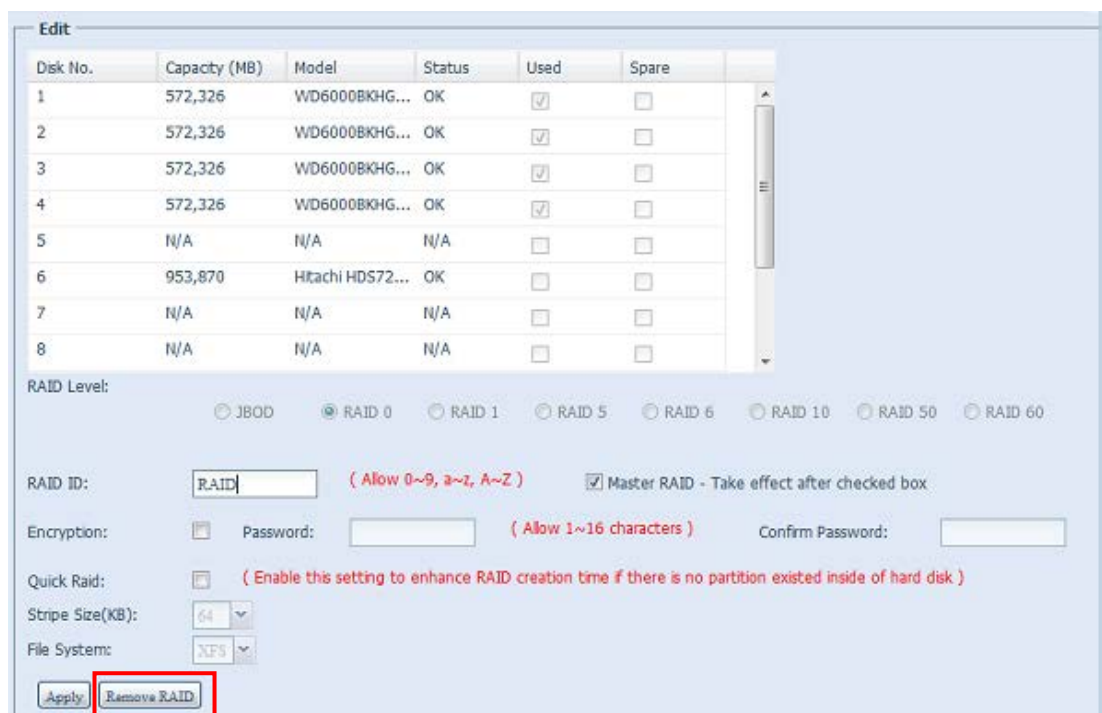 Edit
Disk No. Capacity (MB) Model Status Used Spare
1 572,326 WD6000BKHG... OK
2 572,326 WD6000BKHG... OK
3 572,326 WD6000BKHG... OK
4 572,326 WD6000BKHG... OK
5 N/A N/A N/A
6 953,870 Hitachi HDS72... OK
7 N/A N/A N/A
8 N/A N/A N/A
RAID Level:
JBOD RAID 0 RAID 1 RAID 5 RAID 6 RAID 10 RAID 50 RAID 60
RAID ID: RAID ( Allow 0~9, a~z, A~Z ) Master RAID - Take effect after checked box
Encryption: Password: ( Allow 1~16 characters ) Confirm Password:
Quick Raid: ( Enable this setting to enhance RAID creation time if there is no partition existed inside of hard disk )
Stripe Size(KB): 64
File System: XFS
Apply Remove RAID